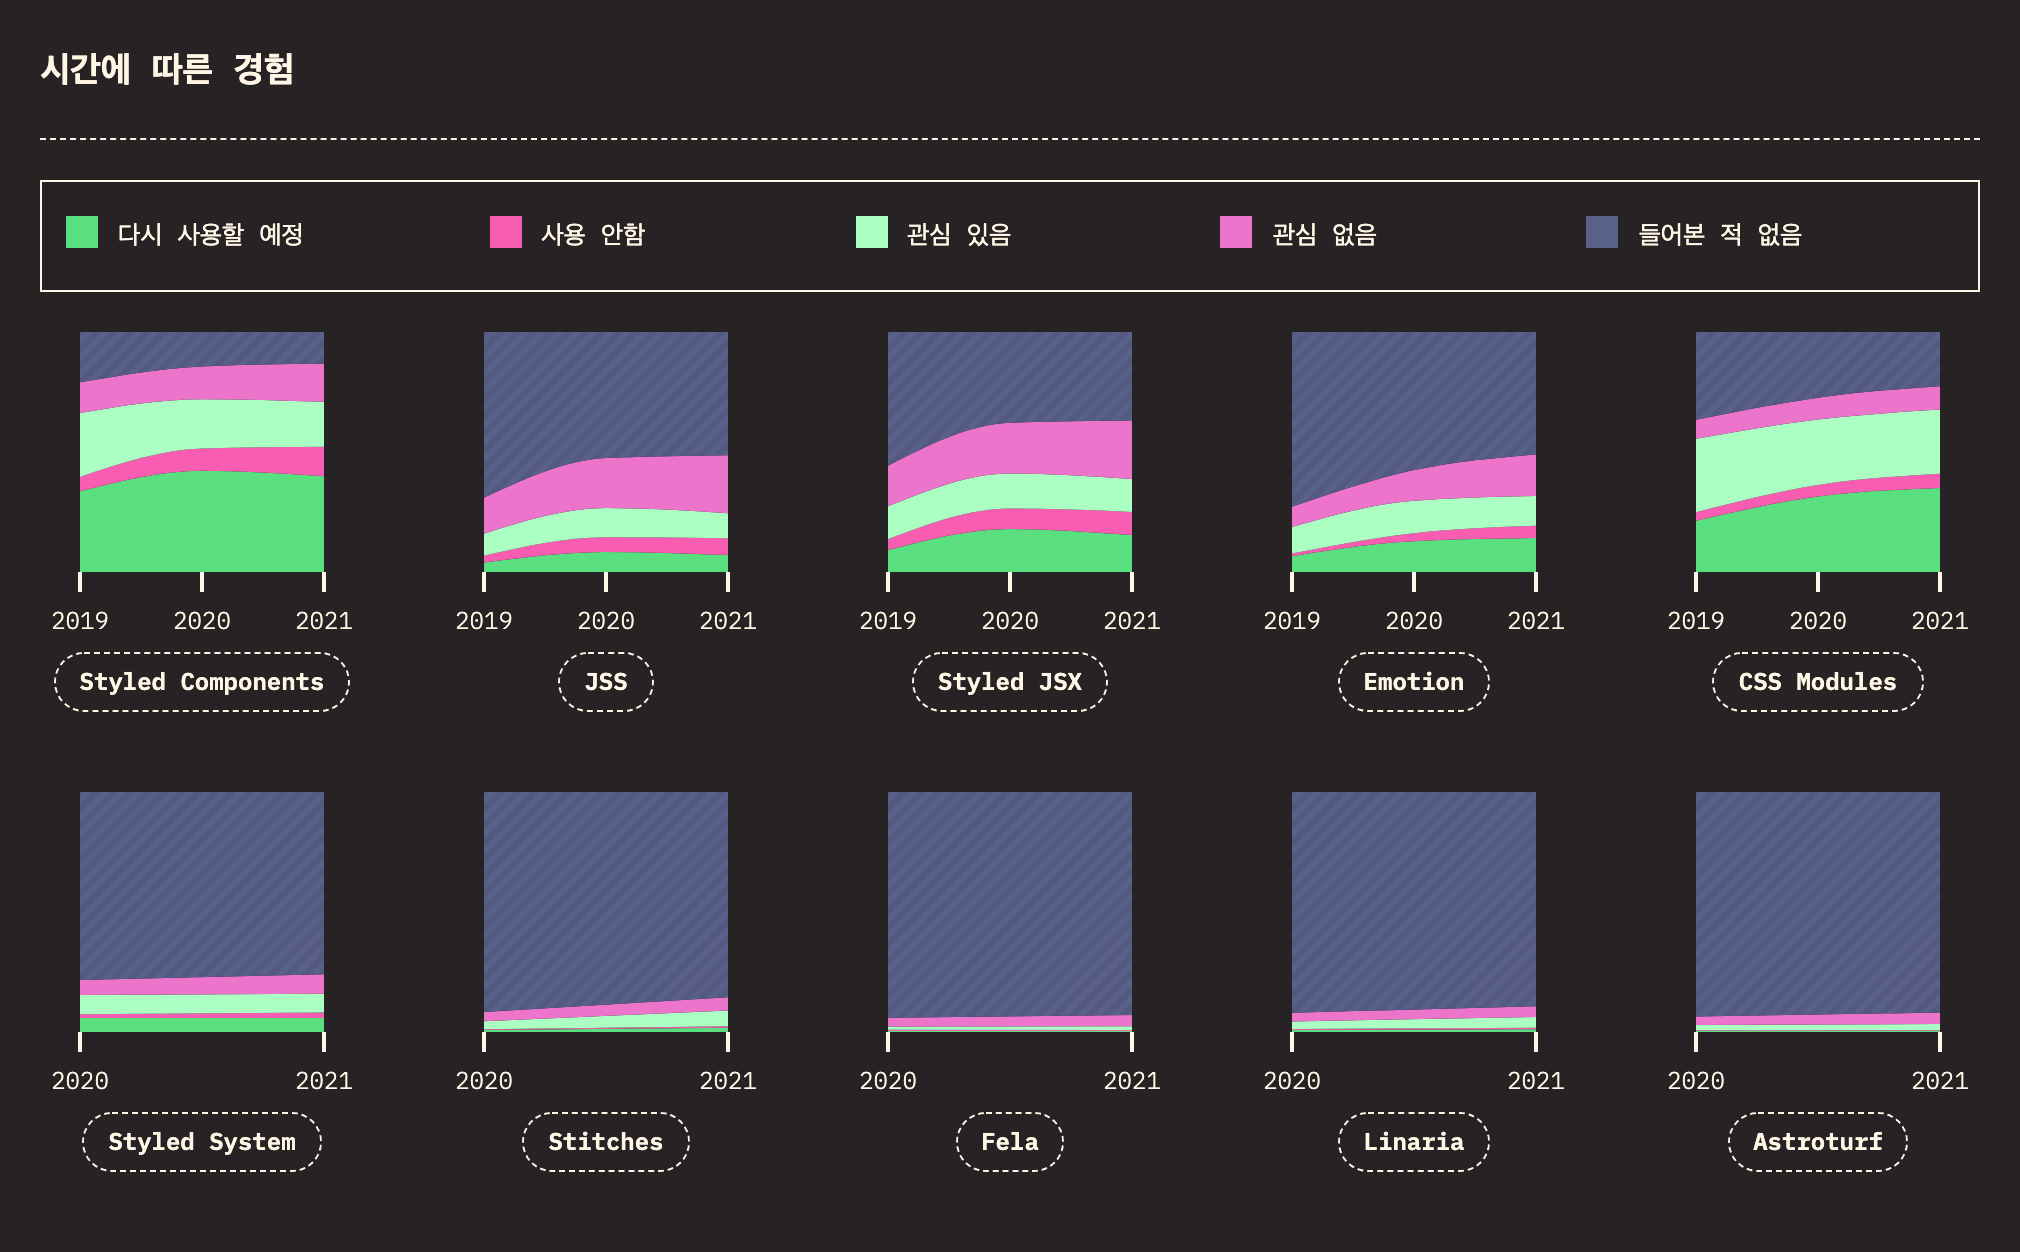 시간에 따른 경험
다시 사용할 예정 사용 안함 관심 있음 관심 없음 들어본 적 없음
2019 2020 2021 2019 2020 2021 2019 2020 2021 2019 2020 2021 2019 2020 2021
Styled Components JSS Styled JSX Emotion CSS Modules
2020 2021 2020 2021 2020 2021 2020 2021 2020 2021
Styled System Stitches Fela Linaria Astroturf